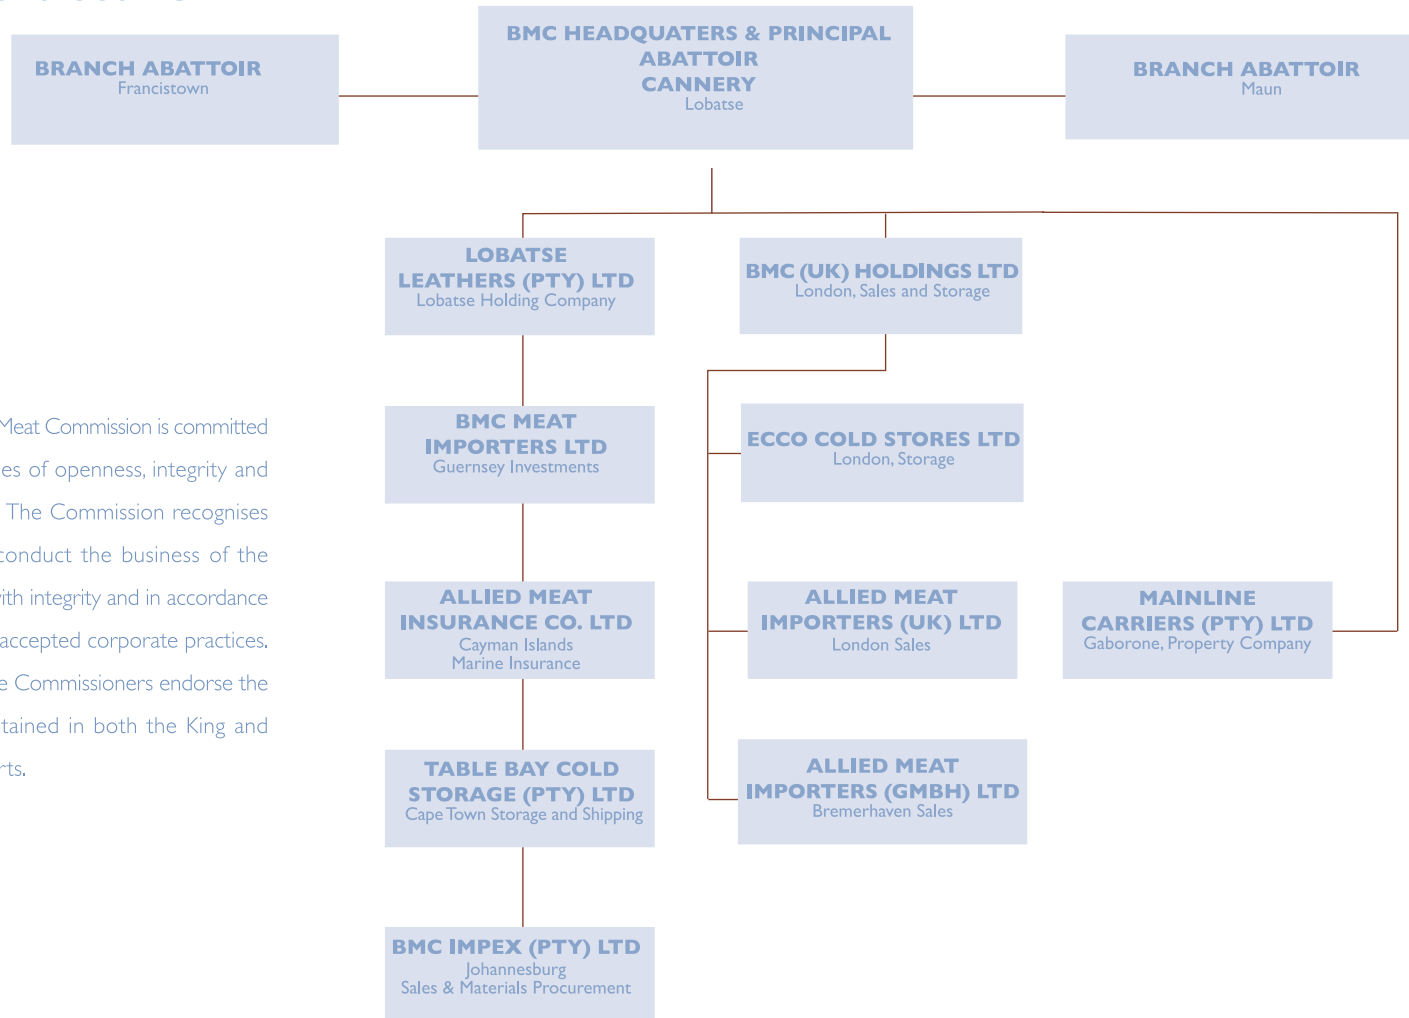 BRANCH ABATTOIR
Francistown
BMC HEADQUATERS & PRINCIPAL
ABATTOIR
CANNERY
Lobatse
BRANCH ABATTOIR
Maun
LOBATSE
LEATHERS (PTY) LTD
Lobatse Holding Company
BMC (UK) HOLDINGS LTD
London, Sales and Storage
Meat Commission is committed
es of openness, integrity and
The Commission recognises
conduct the business of the
with integrity and in accordance
accepted corporate practices.
e Commissioners endorse the
tained in both the King and
rts.
BMC MEAT
IMPORTERS LTD
Guernsey Investments
ECCO COLD STORES LTD
London, Storage
ALLIED MEAT
INSURANCE CO. LTD
Cayman Islands
Marine Insurance
ALLIED MEAT
IMPORTERS (UK) LTD
London Sales
MAINLINE
CARRIERS (PTY) LTD
Gaborone, Property Company
TABLE BAY COLD
STORAGE (PTY) LTD
Cape Town Storage and Shipping
ALLIED MEAT
IMPORTERS (GMBH) LTD
Bremerhaven Sales
BMC IMPEX (PTY) LTD
Johannesburg
Sales & Materials Procurement